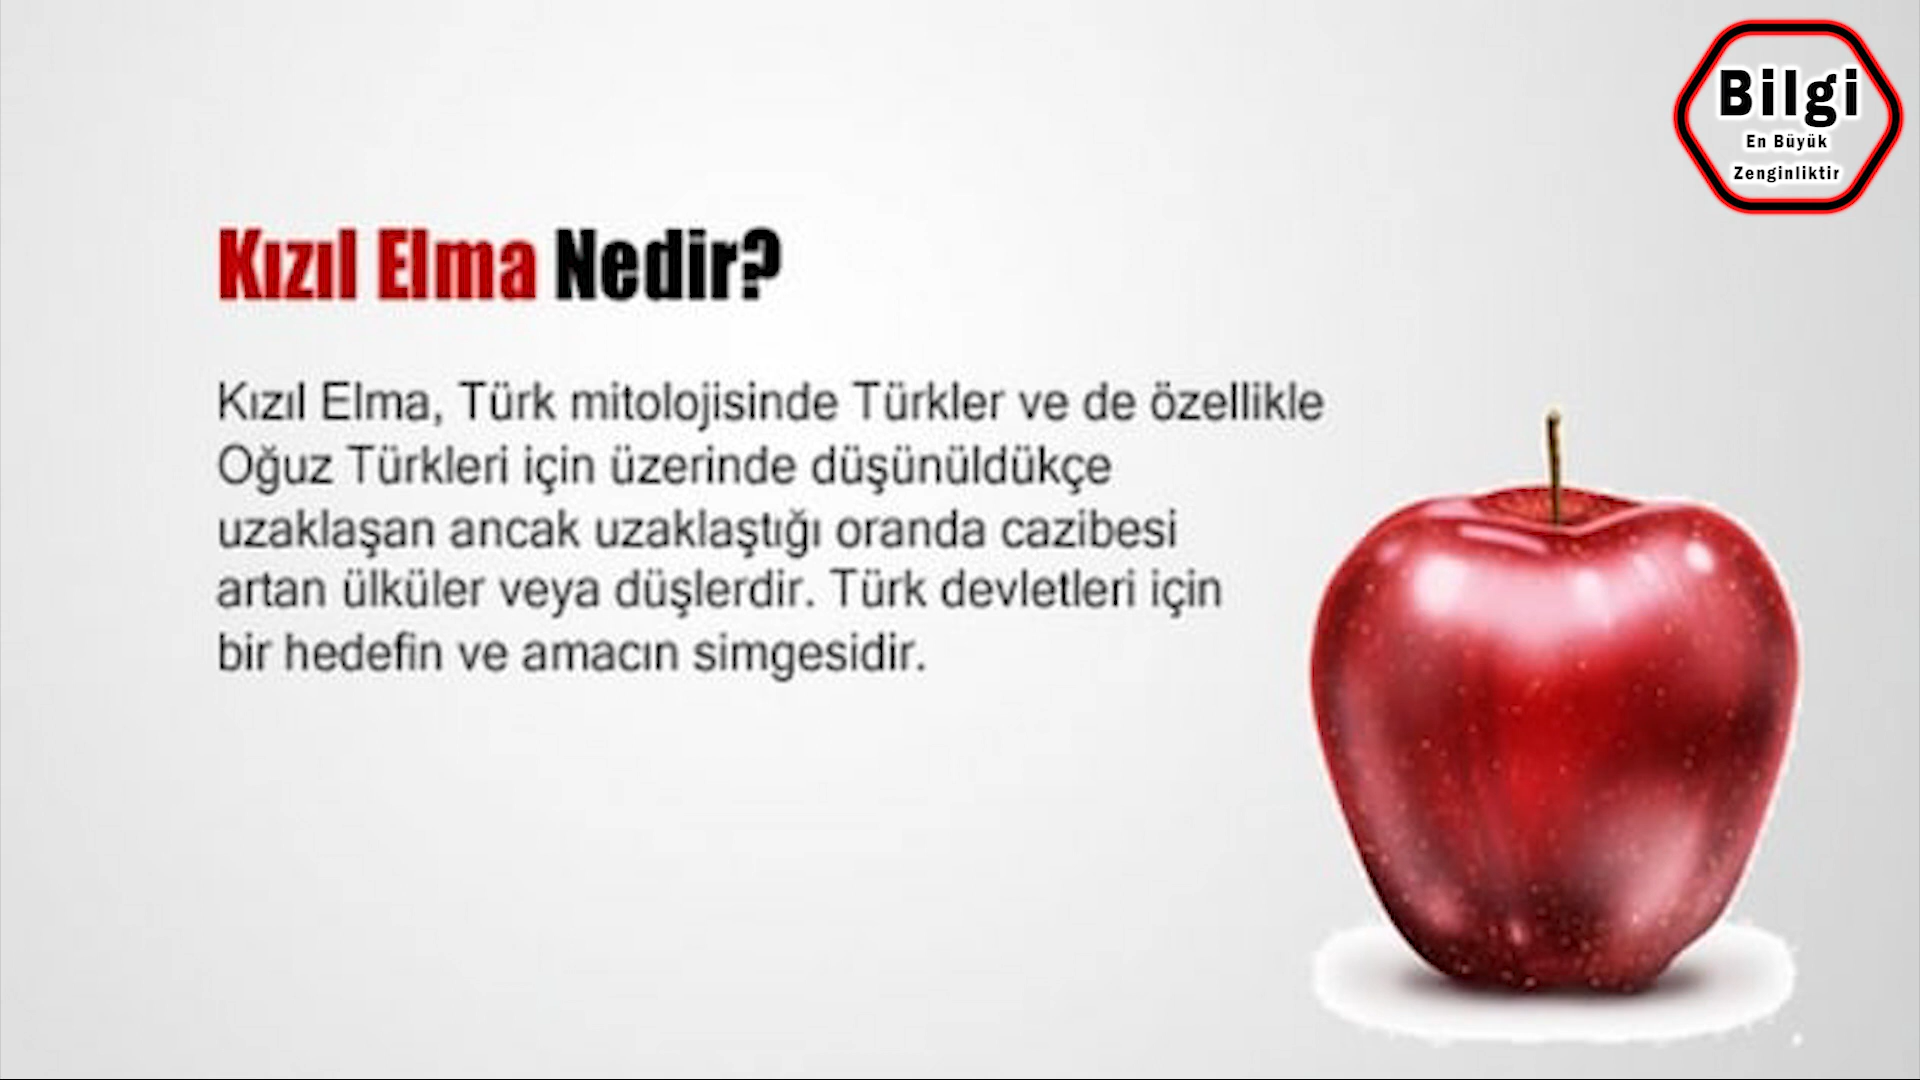 Bilgi
En Büyük
Zenginliktir
Kızıl Elma Nedir?
Kızıl Elma, Türk mitolojisinde Türkler ve de özellikle
Oğuz Türkleri için üzerinde düşünüldükçe
uzaklaşan ancak uzaklaştığı oranda cazibesi
artan ülküler veya düşlerdir. Türk devletleri için
bir hedefin ve amacın simgesidir.